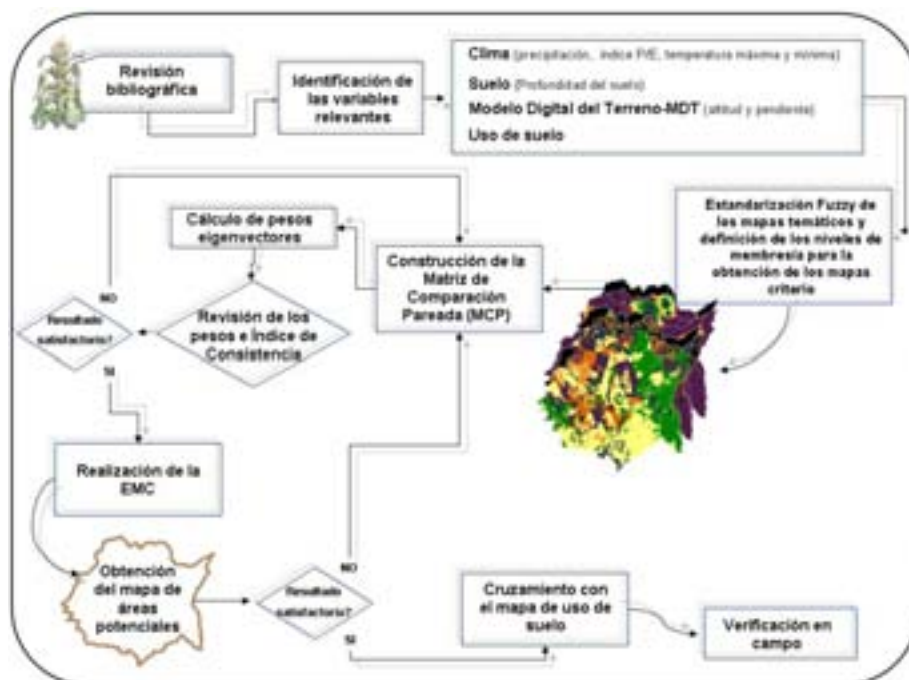 Revisión
bibliográfica
Identificación de
las variables
relevantes
Clima (precipitación, índice P/E, temperatura máxima y mínima)
Suelo (Profundidad del suelo)
Modelo Digital del Terreno-MDT (altitud y pendiente)
Uso de suelo
Estandarización Fuzzy de
los mapas temáticos y
definición de los niveles de
membresía para la
obtención de los mapas
criterio
Construcción de la
Matriz de
Comparación
Pareada (MCP)
Cálculo de pesos
eigenvectores
Revisión de los
pesos e Índice de
Consistencia
Resultado
satisfactorio?
NO
SI
Realización de la
EMC
Obtención
del mapa de
áreas
potenciales
Resultado
satisfactorio?
NO
SI
Cruzamiento con
el mapa de uso de
suelo
Verificación en
campo